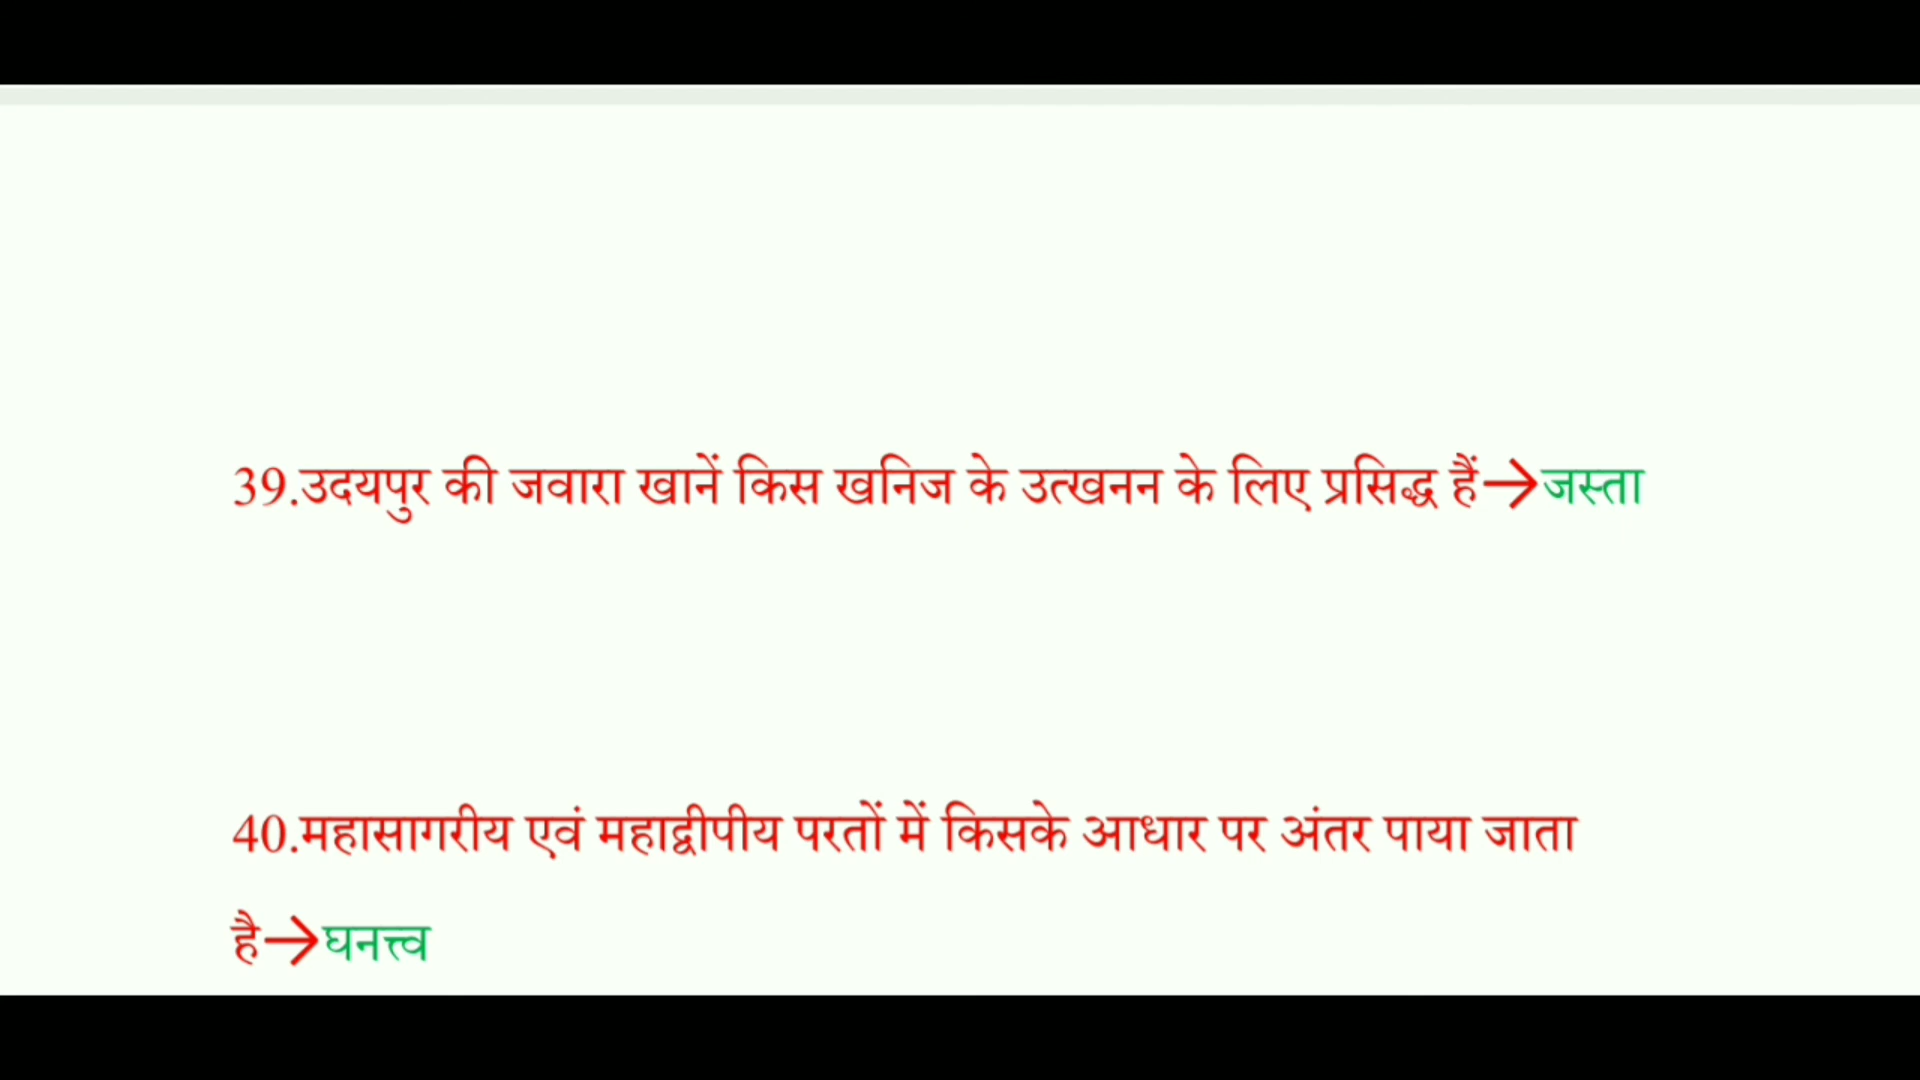 39.उदयपुर की जवारा खानें किस खनिज के उत्खनन के लिए प्रसिद्ध हैं→जस्ता
40.महासागरीय एवं महाद्वीपीय परतों में किसके आधार पर अंतर पाया जाता
है→घनत्त्व